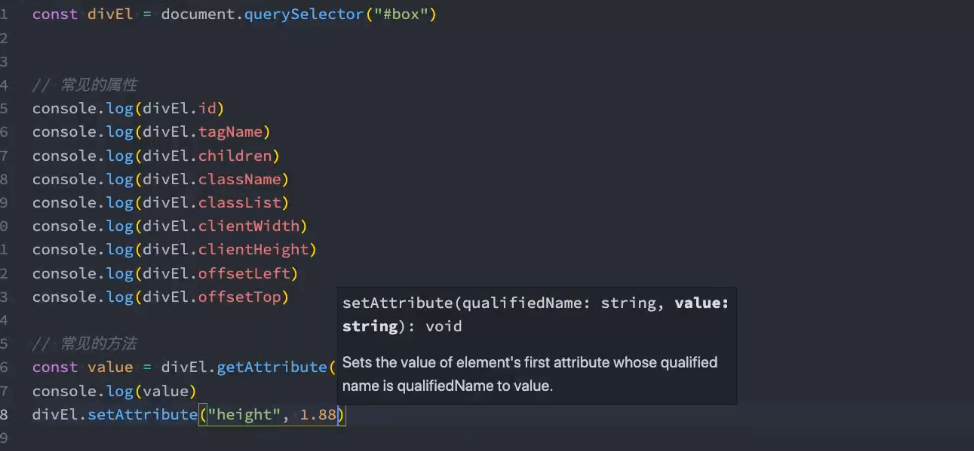 1 const divEl = document.querySelector("#box")
2
3
4 // 常见的属性
5 console.log(divEl.id)
6 console.log(divEl.tagName)
7 console.log(divEl.children)
8 console.log(divEl.className)
9 console.log(divEl.classList)
0 console.log(divEl.clientWidth)
1 console.log(divEl.clientHeight)
2 console.log(divEl.offsetLeft)
3 console.log(divEl.offsetTop)
4
5 // 常见的方法
6 const value = divEl.getAttribute(
7 console.log(value)
8 divEl.setAttribute("height", 1.88)
9
setAttribute(qualifiedName: string, value:
string): void
Sets the value of element's first attribute whose qualified
name is qualifiedName to value.